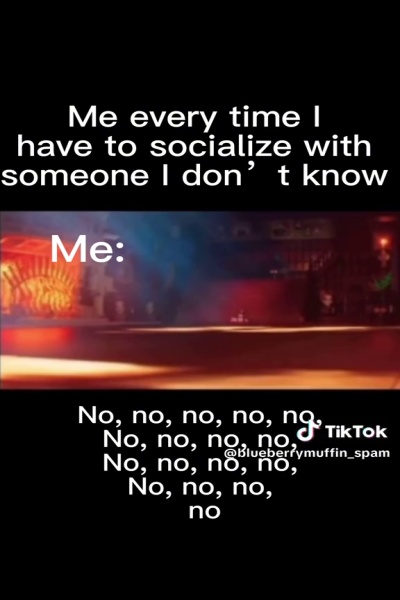 Me every time I
have to socialize with
someone I don’t know
Me:
No, no, no, no, no,
No, no, no, no,
TikTok
@blueberrymuffin_spam
No, no, no, no,
No, no, no,
no